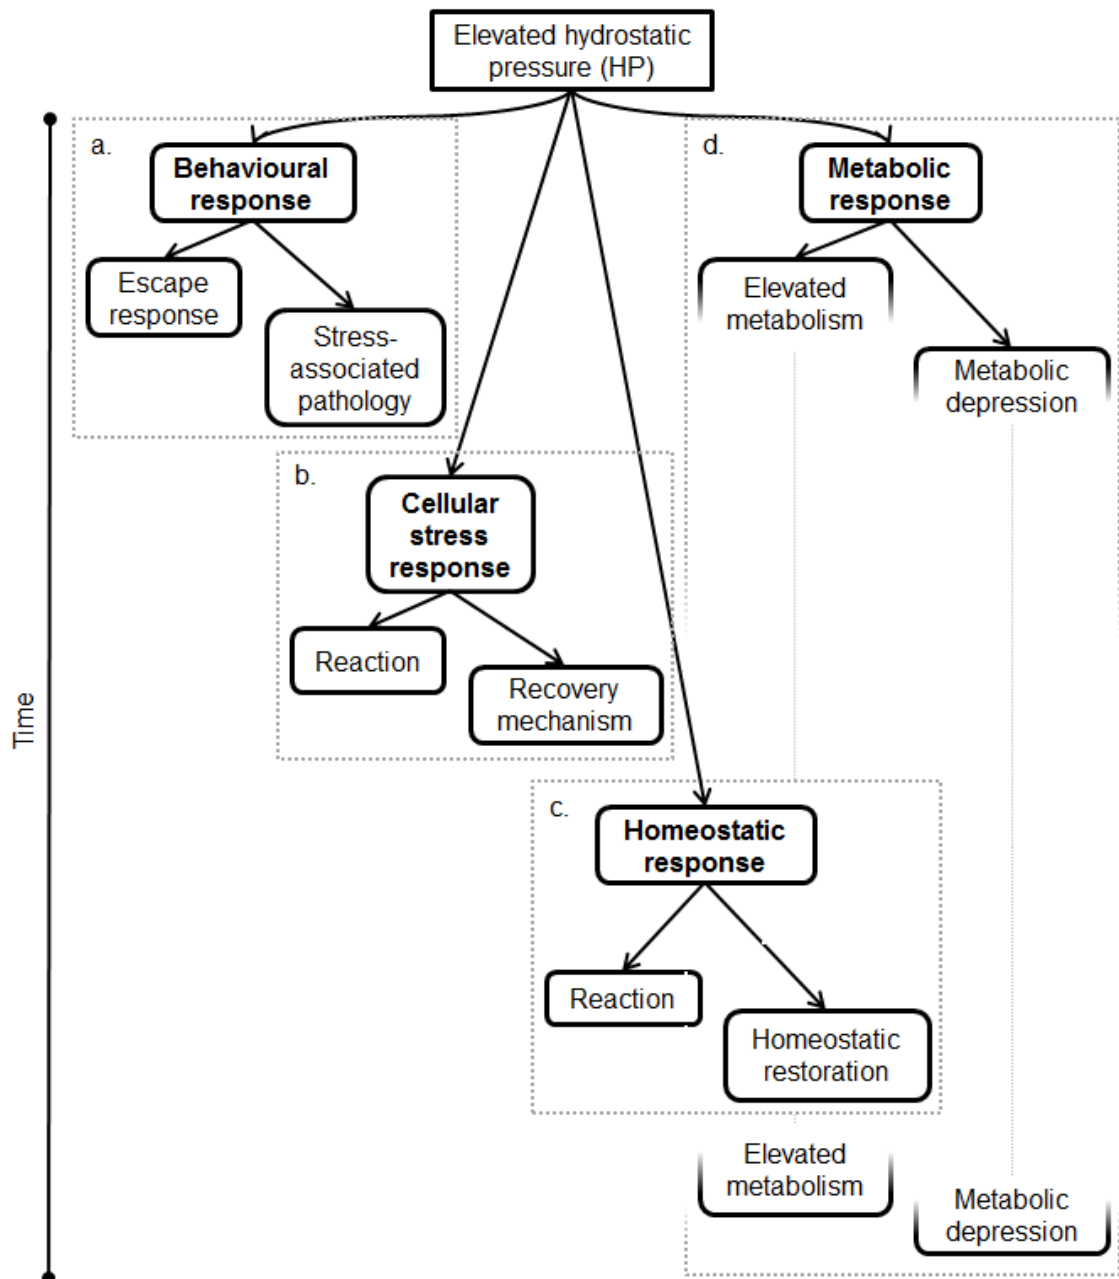 Elevated hydrostatic
pressure (HP)
Time
a.
Behavioural
response
Escape
response
Stress-
associated
pathology
b.
Cellular
stress
response
Reaction
Recovery
mechanism
c.
Homeostatic
response
Reaction
Homeostatic
restoration
d.
Metabolic
response
Elevated
metabolism
Metabolic
depression
Elevated
metabolism
Metabolic
depression